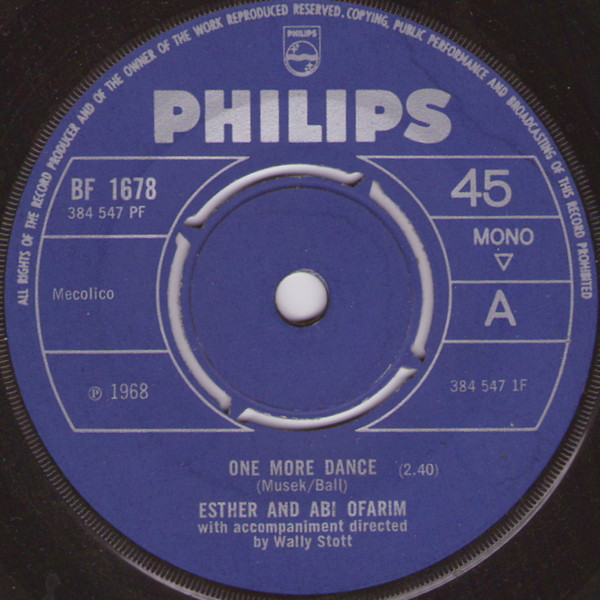 ALL RIGHTS OF THE RECORD PRODUCER AND OF THE OWNER OF THE WORK REPRODUCED RESERVED. COPYING, PUBLIC PERFORMANCE AND BROADCASTING OF THIS RECORD PROHIBITED
PHILIPS
PHILIPS
BF 1678
384 547 PF
45
MONO
Mecolico
A
℗ 1968
384 547 1F
ONE MORE DANCE (2.40)
(Musek/Ball)
ESTHER AND ABI OFARIM
with accompaniment directed
by Wally Stott